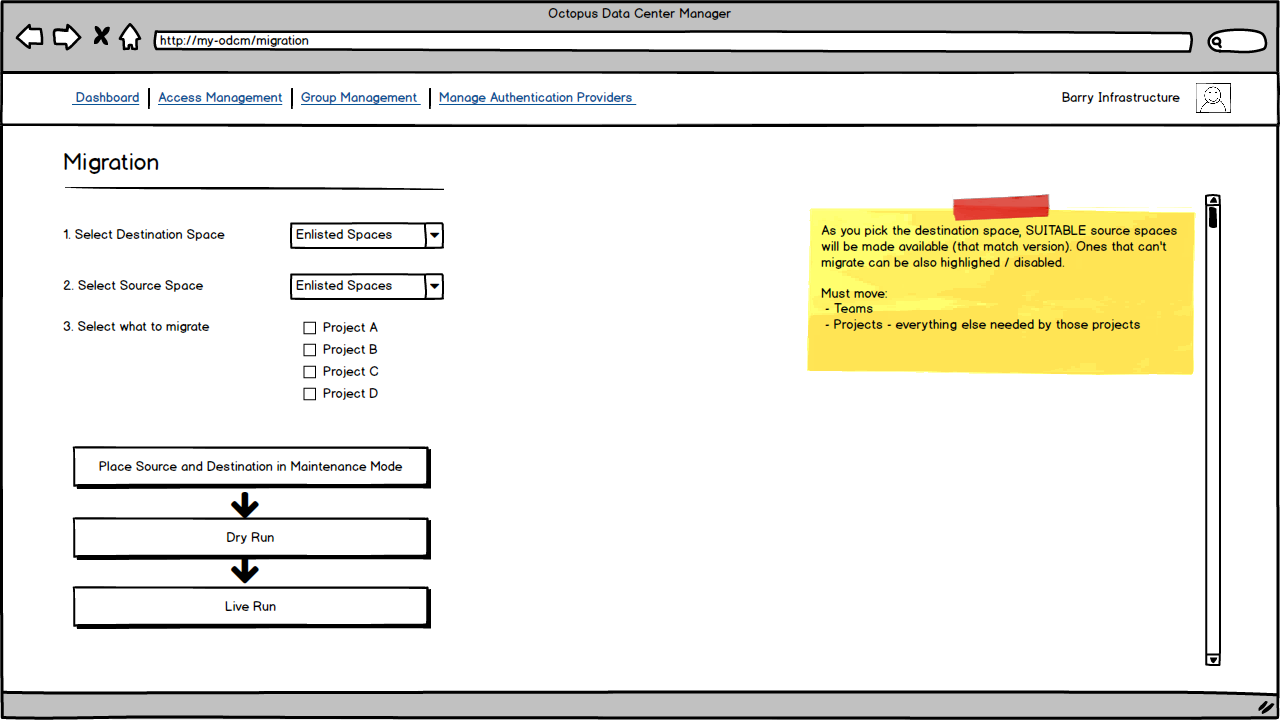 Octopus Data Center Manager
http://my-odcm/migration
Dashboard Access Management Group Management Manage Authentication Providers Barry Infrastructure
Migration
1. Select Destination Space Enlisted Spaces
2. Select Source Space Enlisted Spaces
3. Select what to migrate Project A
Project B
Project C
Project D
Place Source and Destination in Maintenance Mode
Dry Run
Live Run
As you pick the destination space, SUITABLE source spaces
will be made available (that match version). Ones that can't
migrate can be also highlighed / disabled.
Must move:
- Teams
- Projects - everything else needed by those projects